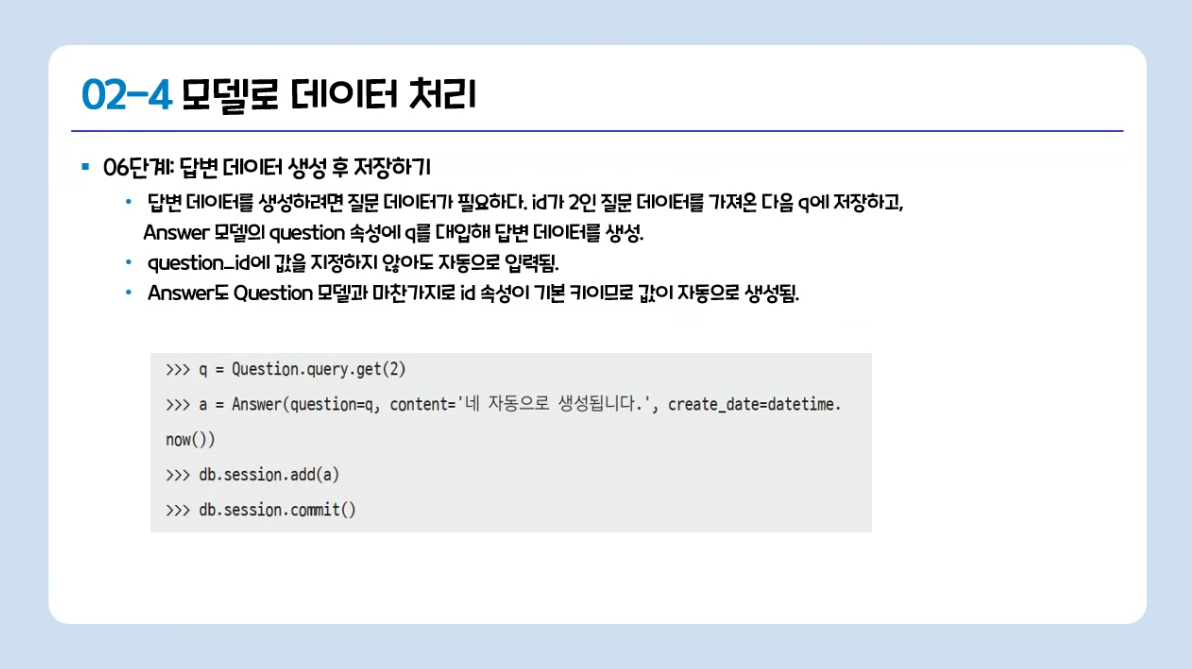 02-4 모델로 데이터 처리
▪ 06단계: 답변 데이터 생성 후 저장하기
• 답변 데이터를 생성하려면 질문 데이터가 필요하다. id가 2인 질문 데이터를 가져온 다음 q에 저장하고,
Answer 모델의 question 속성에 q를 대입해 답변 데이터를 생성.
• question_id에 값을 지정하지 않아도 자동으로 입력됨.
• Answer도 Question 모델과 마찬가지로 id 속성이 기본 키이므로 값이 자동으로 생성됨.
>>> q = Question.query.get(2)
>>> a = Answer(question=q, content='네 자동으로 생성됩니다.', create_date=datetime.
now())
>>> db.session.add(a)
>>> db.session.commit()